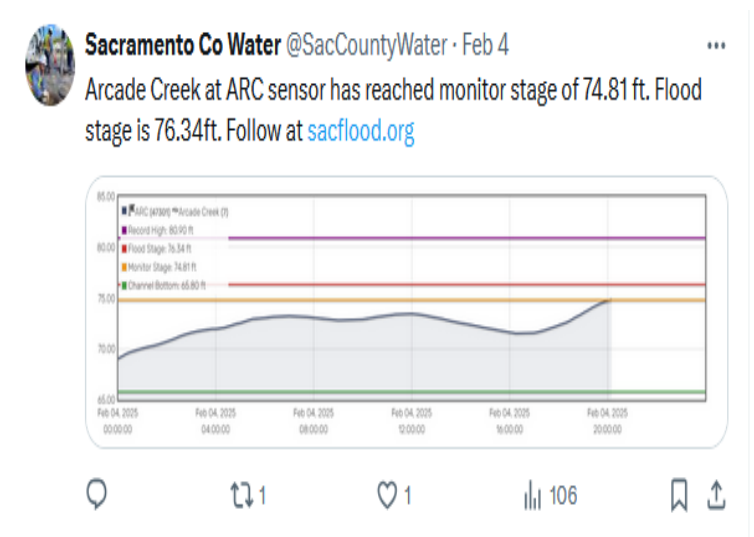 Sacramento Co Water @SacCountyWater · Feb 4
Arcade Creek at ARC sensor has reached monitor stage of 74.81 ft. Flood
stage is 76.34ft. Follow at sacflood.org
85.00
ARC (47301) Arcade Creek (7)
Record High: 80.90 ft
80.00
Flood Stage: 76.34 ft
Monitor Stage: 74.81 ft
Channel Bottom: 65.80 ft
75.00
70.00
65.00
Feb 04, 2025 Feb 04, 2025 Feb 04, 2025 Feb 04, 2025 Feb 04, 2025 Feb 04, 2025
00:00:00 04:00:00 08:00:00 12:00:00 16:00:00 20:00:00
1 1 106